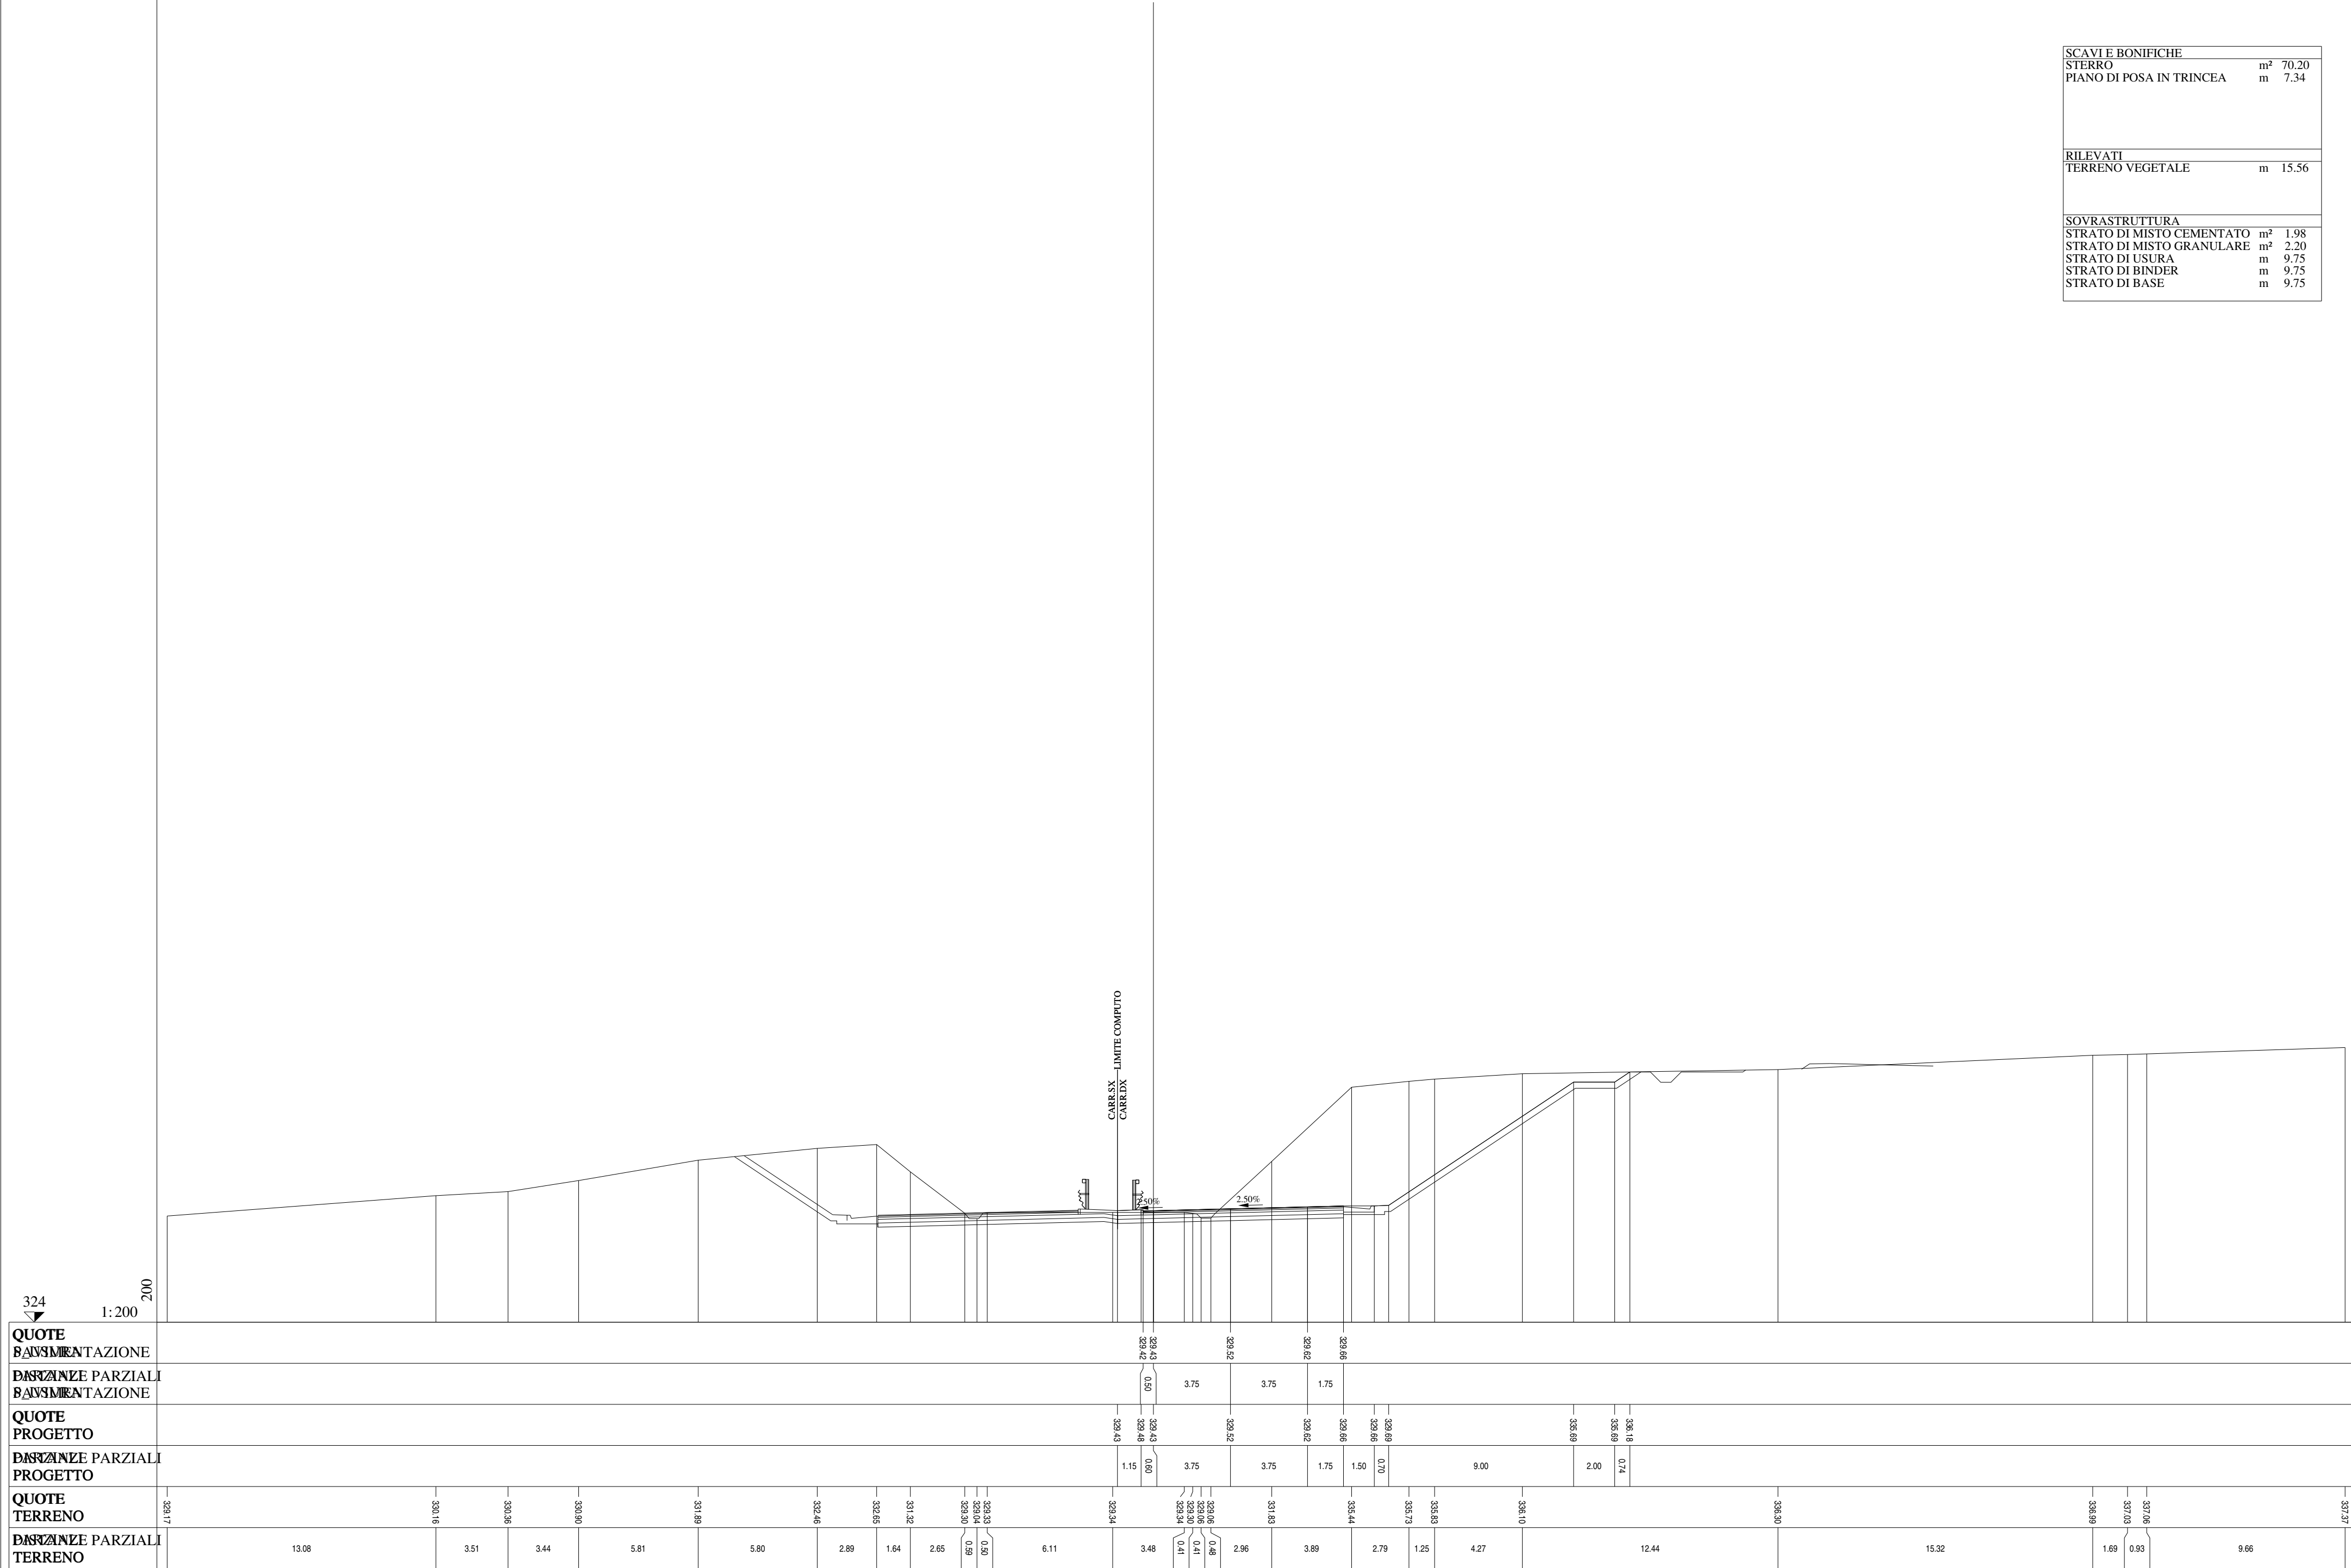 SCAVI E BONIFICHE
STERRO m² 70.20
PIANO DI POSA IN TRINCEA m 7.34
RILEVATI
TERRENO VEGETALE m 15.56
SOVRASTRUTTURA
STRATO DI MISTO CEMENTATO m² 1.98
STRATO DI MISTO GRANULARE m² 2.20
STRATO DI USURA m 9.75
STRATO DI BINDER m 9.75
STRATO DI BASE m 9.75
LIMITE COMPUTO
CARR.SX
CARR.DX
2.50%
324
1:200
200
QUOTE
PAVIMENTAZIONE
329.42 329.43 329.52 329.62 329.66
PARZIALI
PAVIMENTAZIONE
0.50 3.75 3.75 1.75
QUOTE
PROGETTO
329.43 329.48 329.43 329.52 329.62 329.66 329.66 329.69 335.69 335.69 336.18
PARZIALI
PROGETTO
1.15 0.60 3.75 3.75 1.75 1.50 0.70 9.00 2.00 0.74
QUOTE
TERRENO
329.17 330.16 330.36 330.90 331.89 332.46 332.65 331.32 329.30 329.04 329.33 329.34 329.34 329.30 329.06 329.06 331.83 335.44 335.73 335.83 336.10 336.30 336.99 337.03 337.06 337.37
PARZIALI
TERRENO
13.08 3.51 3.44 5.81 5.80 2.89 1.64 2.65 0.59 0.50 6.11 3.48 0.41 0.41 0.48 2.96 3.89 2.79 1.25 4.27 12.44 15.32 1.69 0.93 9.66